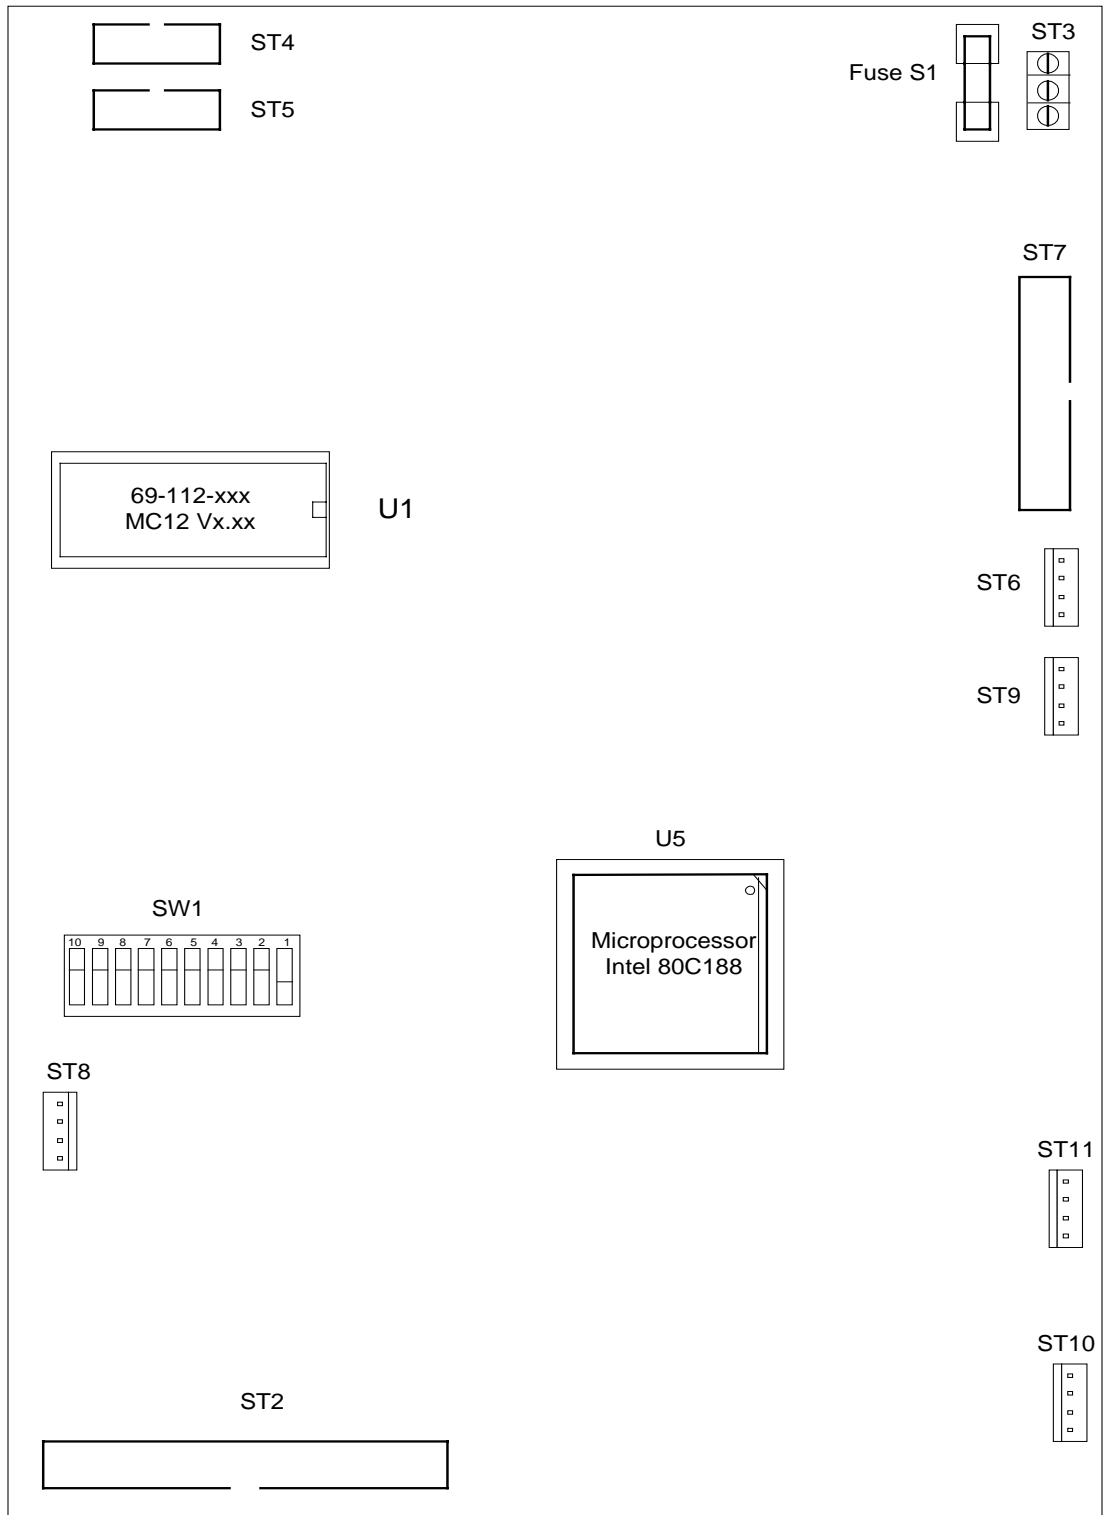 ST4
ST3
Fuse S1
ST5
ST7
69-112-xxx
MC12 Vx.xx
U1
ST6
ST9
U5
SW1
10 9 8 7 6 5 4 3 2 1
Microprocessor
Intel 80C188
ST8
ST11
ST10
ST2